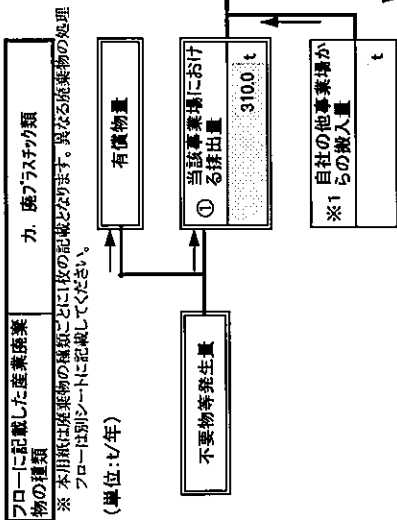 フローに記載した産業廃棄
物の種類
カ．廃プラスチック類
※ 本用紙は廃棄物の種類ごとに1枚の記載となります。異なる廃棄物の処理
フローは別シートに記載してください。
(単位:t/年)
有償物量
不要物等発生量
①
当該事業場におけ
る排出量
310.0 t
※1
自社の他事業場か
らの搬入量
t